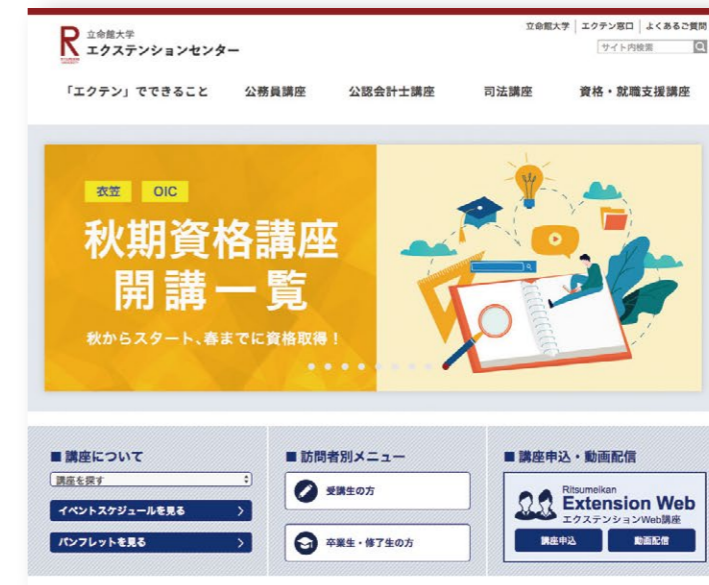 立命館大学
エクステンションセンター
立命館大学 エクテン窓口 よくあるご質問
サイト内検索
「エクテン」でできること 公務員講座 公認会計士講座 司法講座 資格・就職支援講座
衣笠 OIC
秋期資格講座
開講一覧
秋からスタート、春までに資格取得！
■講座について
講座を探す
イベントスケジュールを見る
パンフレットを見る
■訪問者別メニュー
受講生の方
卒業生・修了生の方
■講座申込・動画配信
Ritsumeikan
Extension Web
エクステンションWeb講座
講座申込 動画配信